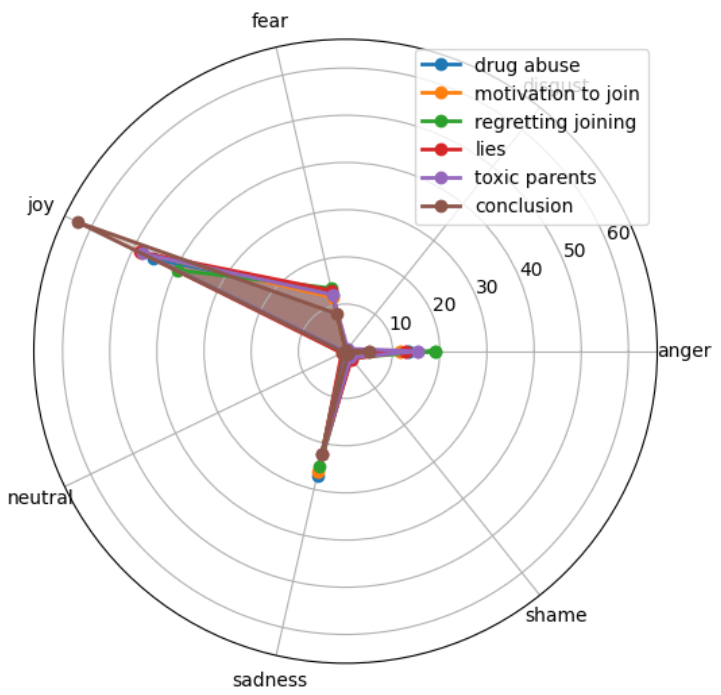 fear
drug abuse
disgust
motivation to join
regretting joining
lies
toxic parents
conclusion
joy
60
50
40
30
20
10
anger
neutral
shame
sadness